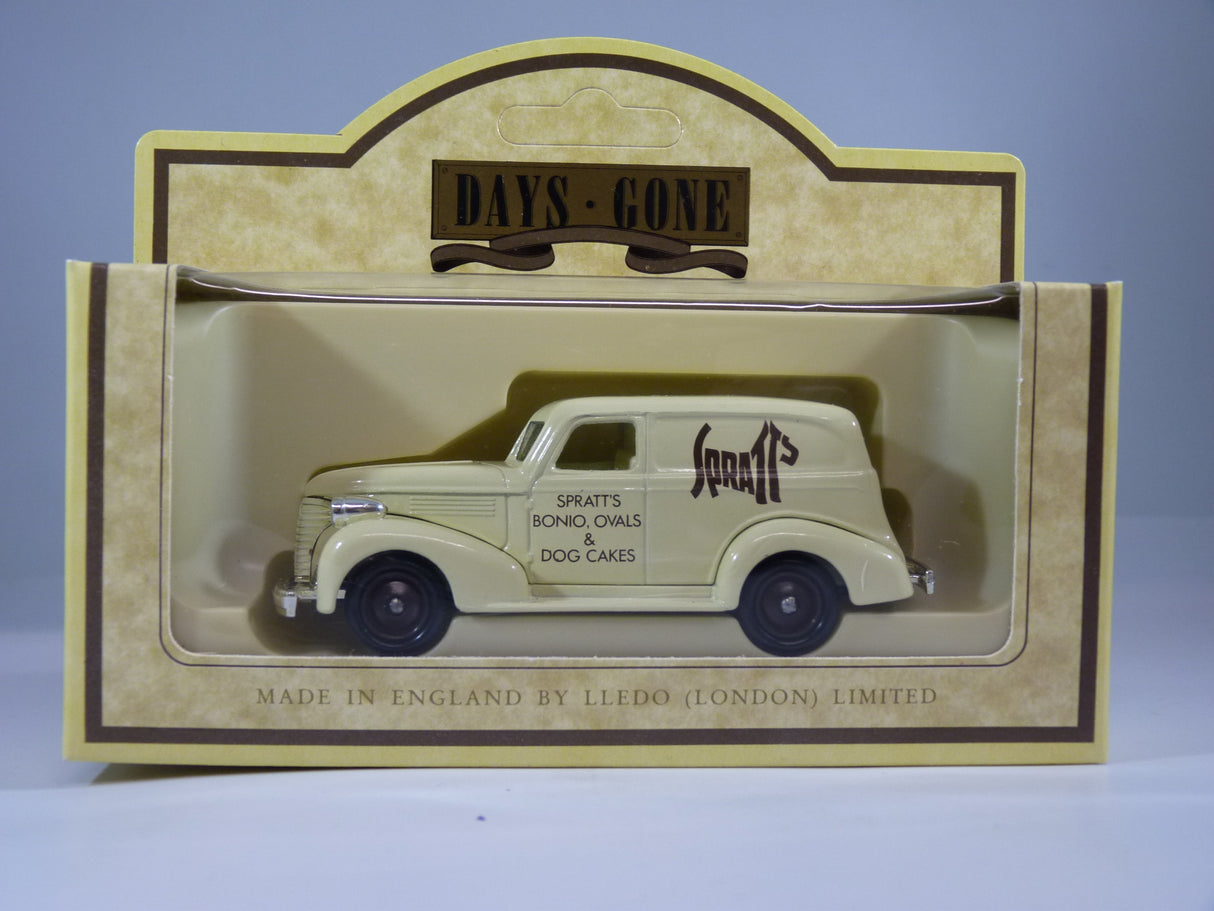 DAYS · GONE
SPRATT'S
SPRATT'S
BONIO, OVALS
&
DOG CAKES
MADE IN ENGLAND BY LLEDO (LONDON) LIMITED